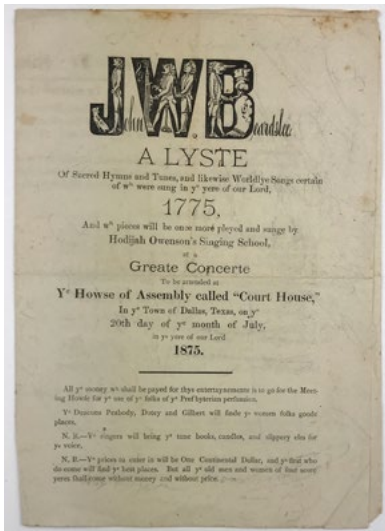 John W. Beardslee
A LYSTE
Of Sacred Hymns and Tunes, and likewise Worldlye Songs certain
of wh were sung in ye yere of our Lord,
1775,
And wh pieces will be once more pleyed and sunge by
Hodijah Owenson's Singing School,
at a
Greate Concerte
To be attended at
Ye Howse of Assembly called "Court House,"
In ye Town of Dallas, Texas, on ye
20th day of ye month of July,
in ye yere of our Lord
1875.
All ye money wh shall be payed for thys entertaynemente is to go for the Meet-
ing Howse for ye use of ye folks of ye Presbyterian persuasion.
Ye Deacons Peabody, Doty and Gilbert will finde ye women folks goode
places.
N. B.—Ye singers will bring ye tune books, candles, and slippery elm for
ye voice.
N. B.—Ye prices to enter in will be One Continental Dollar, and ye first who
do come will find ye best places. But all ye old men and women of four score
yeres shall come without money and without price.